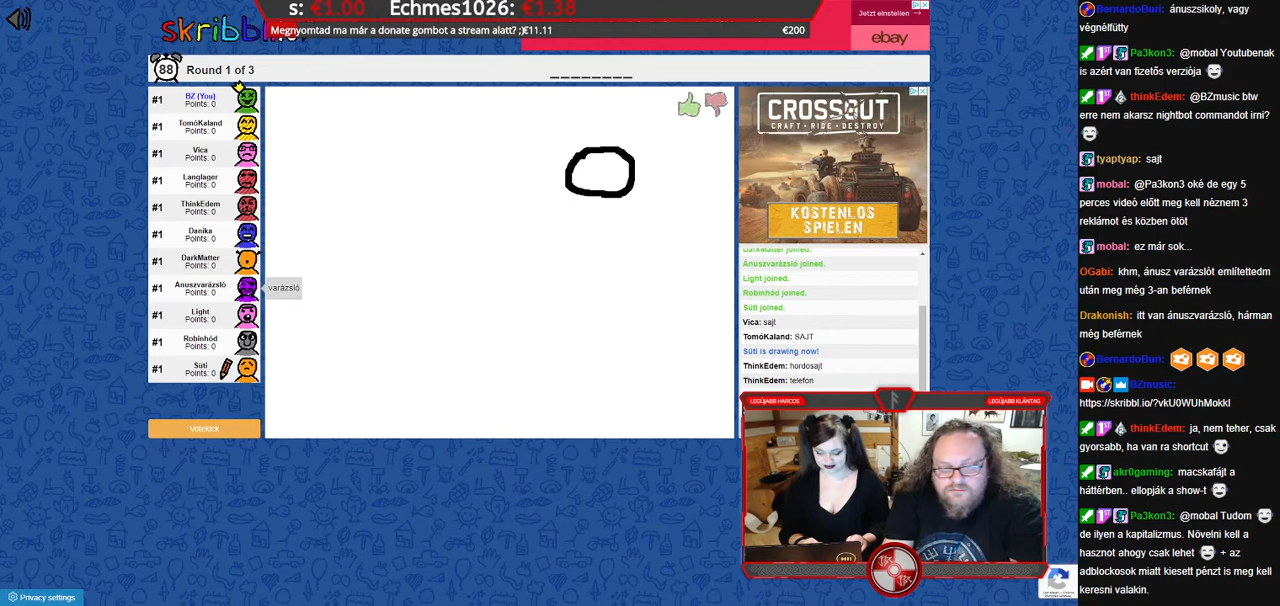 s: €1.00 Echmes1026: €1.38
Megnyomtad ma már a donate gombot a stream alatt? ;)€11.11 €200
Jetzt einstellen →
ebay
88 Round 1 of 3 ________
#1 BZ (You)
Points: 0
#1 TomóKaland
Points: 0
#1 Vica
Points: 0
#1 Langlager
Points: 0
#1 ThinkEdem
Points: 0
#1 Danika
Points: 0
#1 DarkMatter
Points: 0
#1 Ánuszvarázsló
Points: 0
varázsló
#1 Light
Points: 0
#1 Robinhód
Points: 0
#1 Süti
Points: 0
Votekick
CROSSOUT
CRAFT • RIDE • DESTROY
KOSTENLOS
SPIELEN
DarkMatter joined.
Ánuszvarázsló joined.
Light joined.
Robinhód joined.
Süti joined.
Vica: sajt
TomóKaland: SAJT
Süti is drawing now!
ThinkEdem: hordosajt
ThinkEdem: telefon
LEGÚJABB HARCOS
LEGÚJABB KLÁNTAG
BernardoBuri: ánuszsikoly, vagy
végnélfütty
Pa3kon3: @mobal Youtubenak
is azért van fizetős verziója
thinkEdem: @BZmusic btw
erre nem akarsz nightbot commandot irni?
tyaptyap: sajt
mobal: @Pa3kon3 oké de egy 5
perces videó előtt meg kell néznem 3
reklámot és közben ötöt
mobal: ez már sok...
OGabi: khm, ánusz varázslót említettedm
után meg még 3-an beférnek
Drakonish: itt van ánuszvarázsló, hárman
még beférnek
BernardoBuri:
BZmusic:
https://skribbl.io/?vkU0WUhMokkI
thinkEdem: ja, nem teher, csak
gyorsabb, ha van ra shortcut
akr0gaming: macskafájt a
háttérben.. ellopják a show-t
Pa3kon3: @mobal Tudom
de ilyen a kapitalizmus. Növelni kell a
hasznot ahogy csak lehet + az
adblocksok miatt kiesett pénzt is meg kell
keresni valakin.
Privacy settings